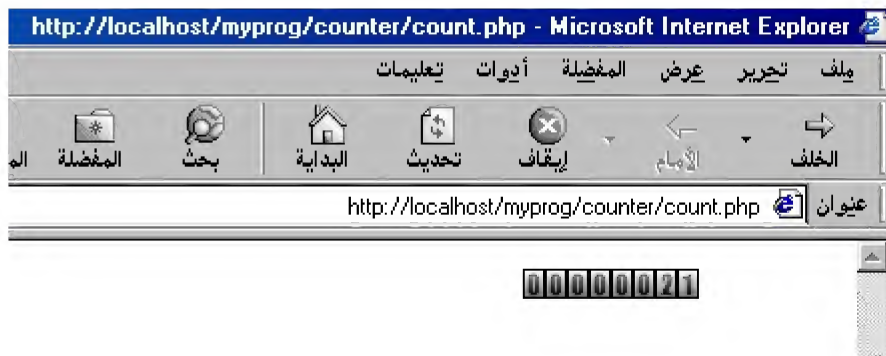 http://localhost/myprog/counter/count.php - Microsoft Internet Explorer
ملف تحرير عرض المفضلة أدوات تعليمات
الخلف الأمام إيقاف تحديث البداية بحث المفضلة
عنوان http://localhost/myprog/counter/count.php
00000021